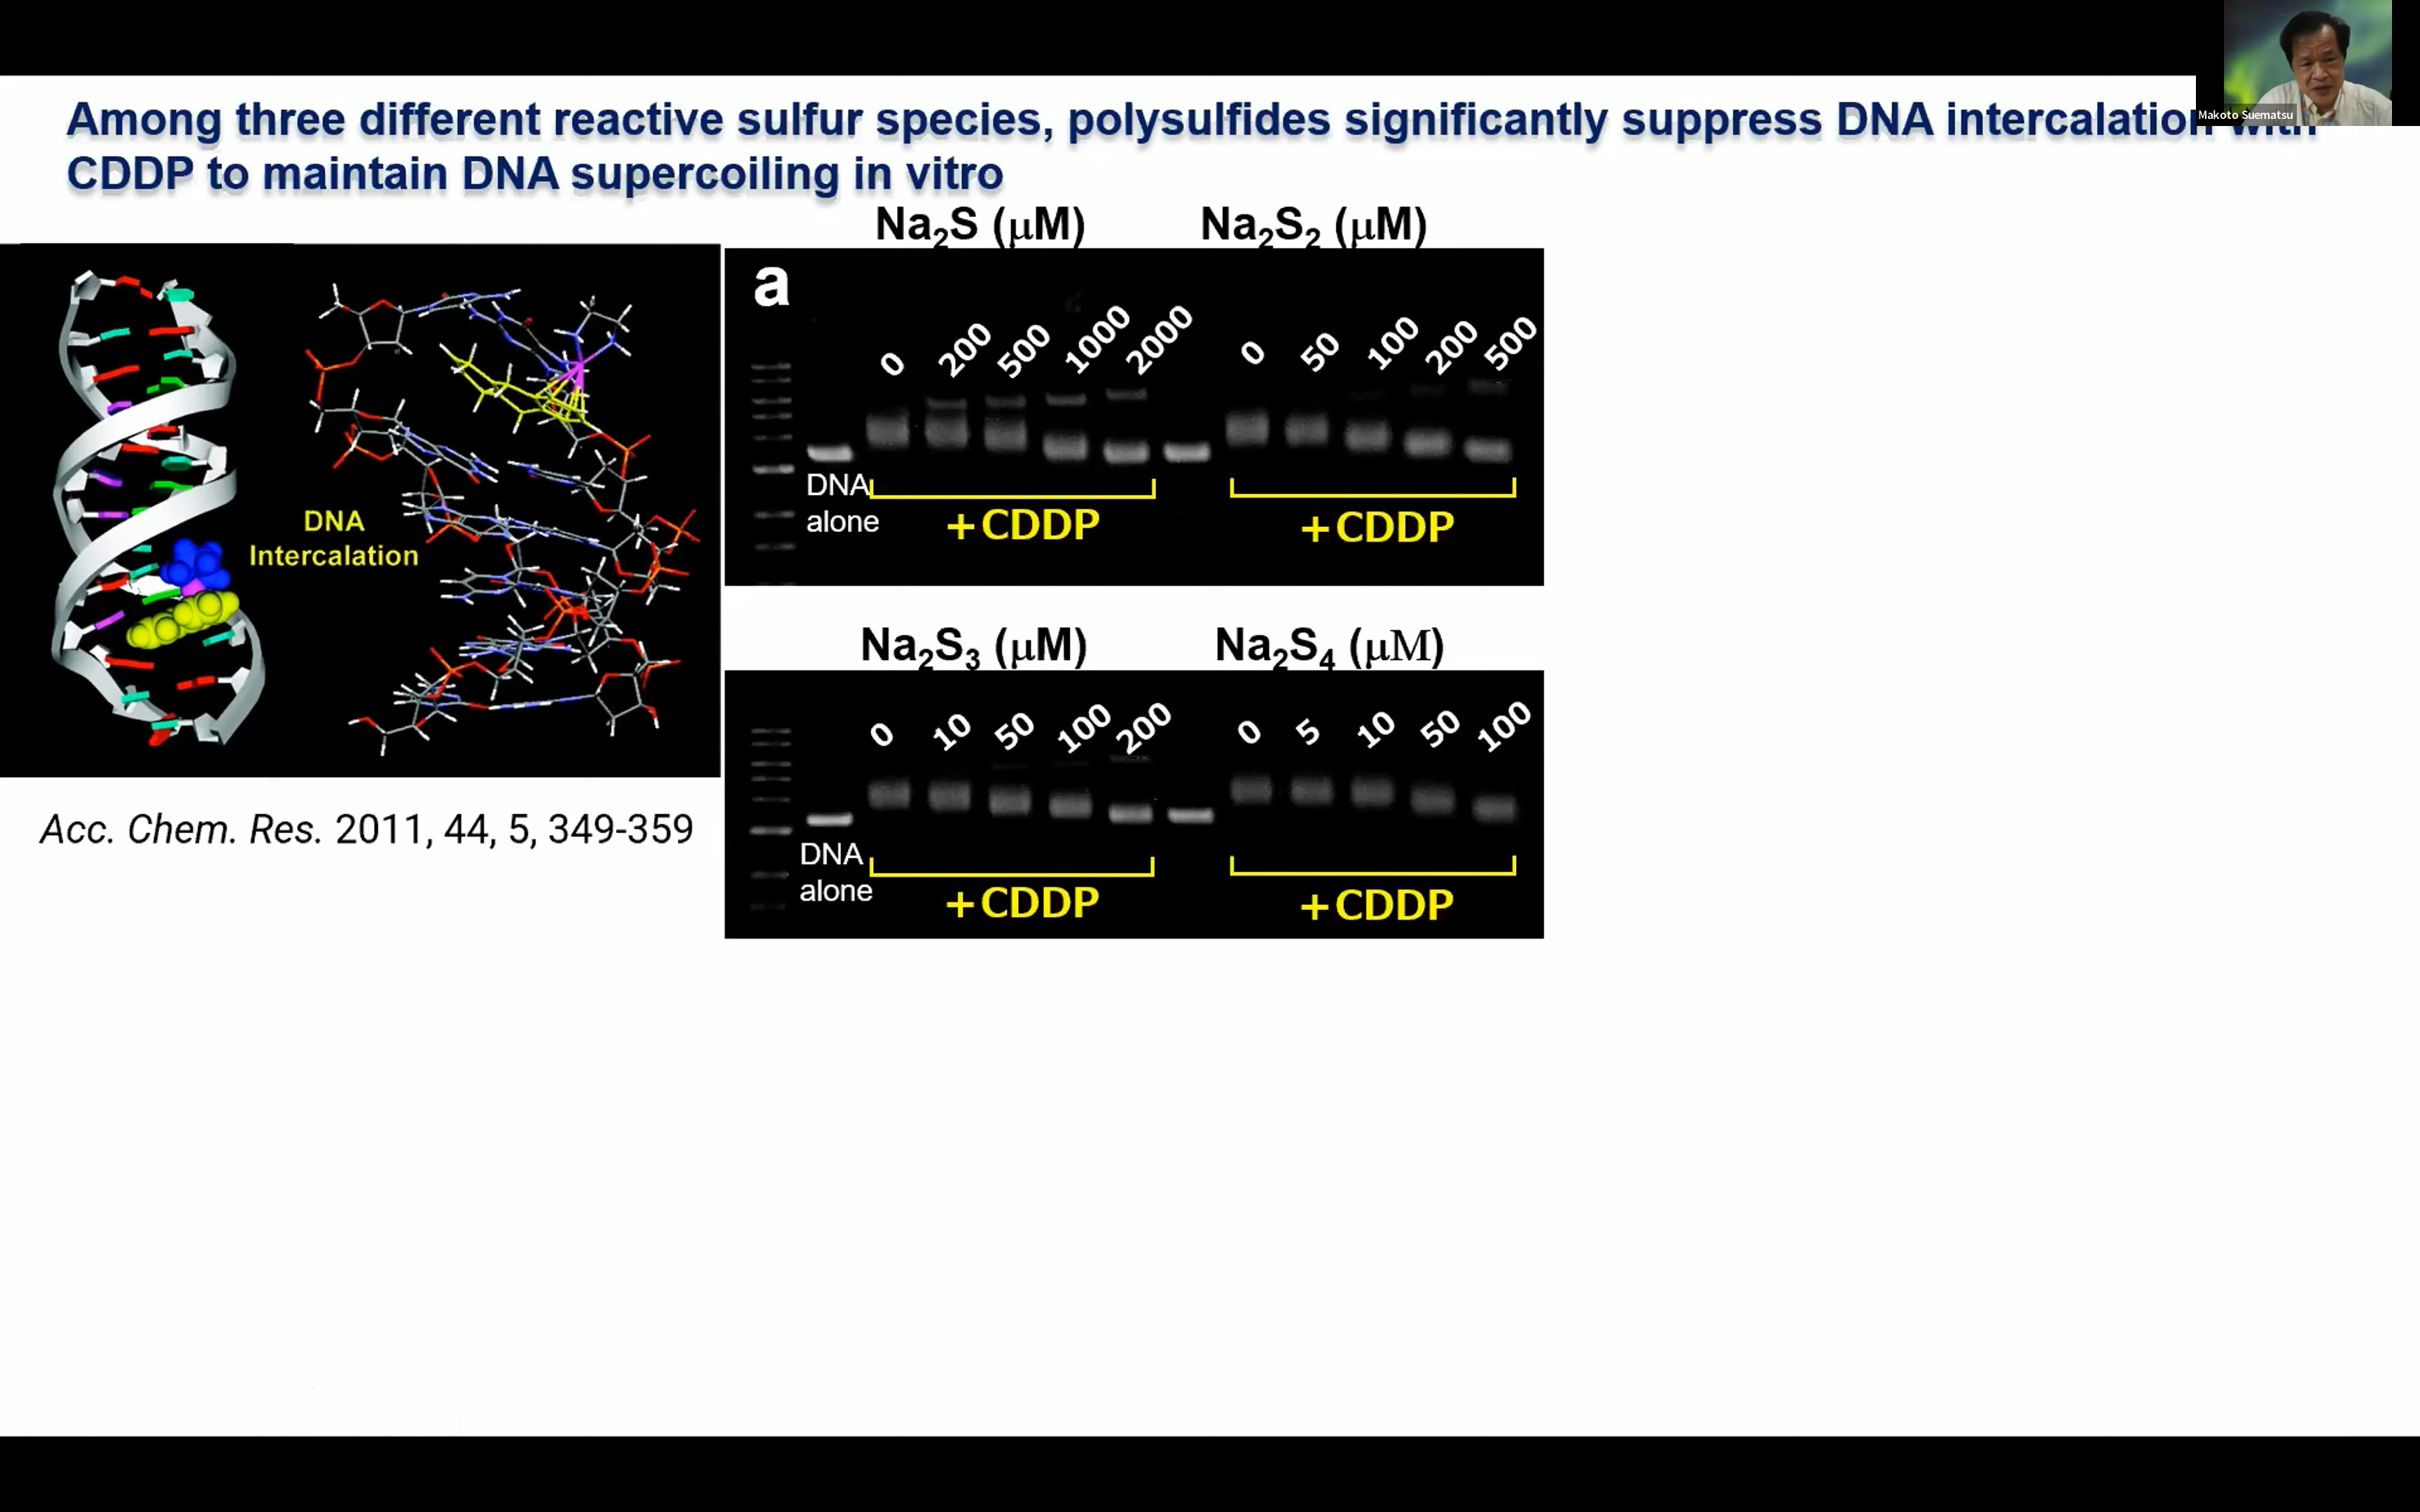 Makoto Suematsu
Among three different reactive sulfur species, polysulfides significantly suppress DNA intercalation with
CDDP to maintain DNA supercoiling in vitro
Na₂S (μM)
Na₂S₂ (μM)
a
0 200 500 1000 2000
0 50 100 200 500
DNA
alone
+CDDP
+CDDP
DNA
Intercalation
Na₂S₃ (μM)
Na₂S₄ (μM)
0 10 50 100 200
0 5 10 50 100
DNA
alone
+CDDP
+CDDP
Acc. Chem. Res. 2011, 44, 5, 349-359